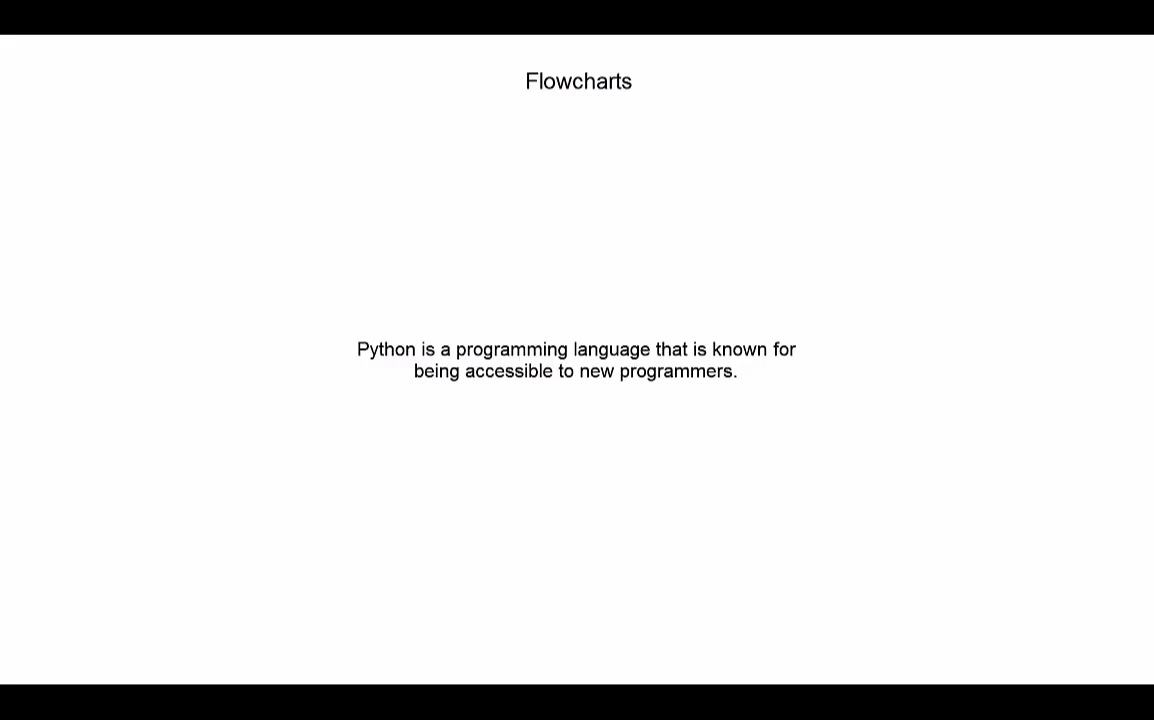 Flowcharts
Python is a programming language that is known for
being accessible to new programmers.